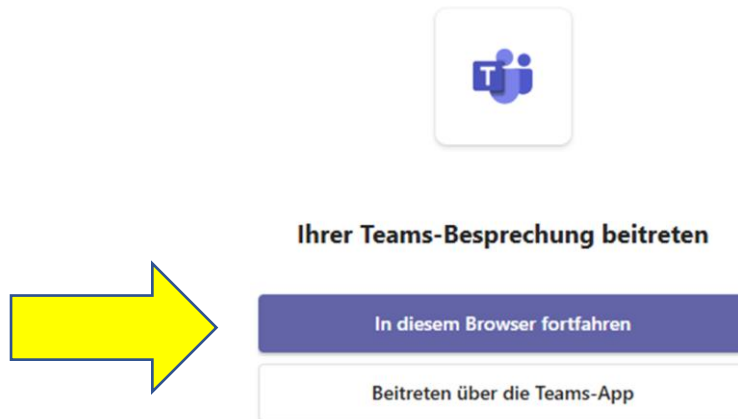 T
Ihrer Teams-Besprechung beitreten
In diesem Browser fortfahren
Beitreten über die Teams-App